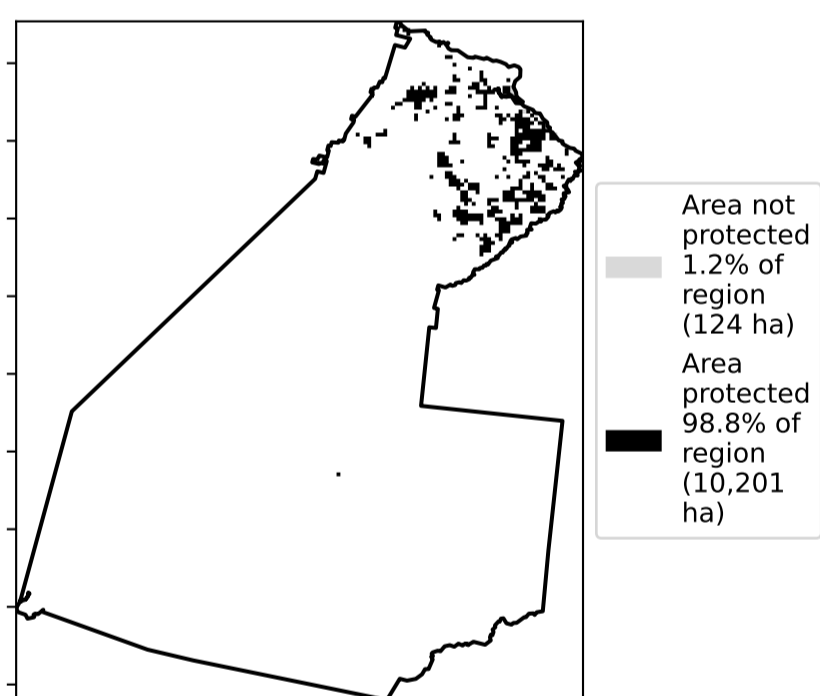 Area not
protected
1.2% of
region
(124 ha)
Area
protected
98.8% of
region
(10,201
ha)